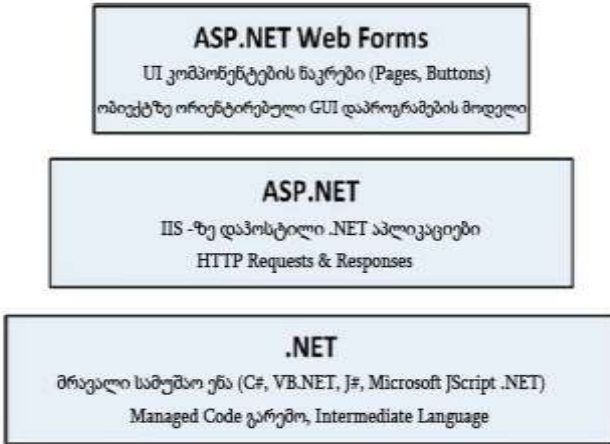 ASP.NET Web Forms
UI კომპონენტების ნაკრები (Pages, Buttons)
ობიექტზე ორიენტირებული GUI დაპროგრამების მოდელი
ASP.NET
IIS -ზე დაჰოსტილი .NET აპლიკაციები
HTTP Requests & Responses
.NET
მრავალი სამუშაო ენა (C#, VB.NET, J#, Microsoft JScript .NET)
Managed Code გარემო, Intermediate Language